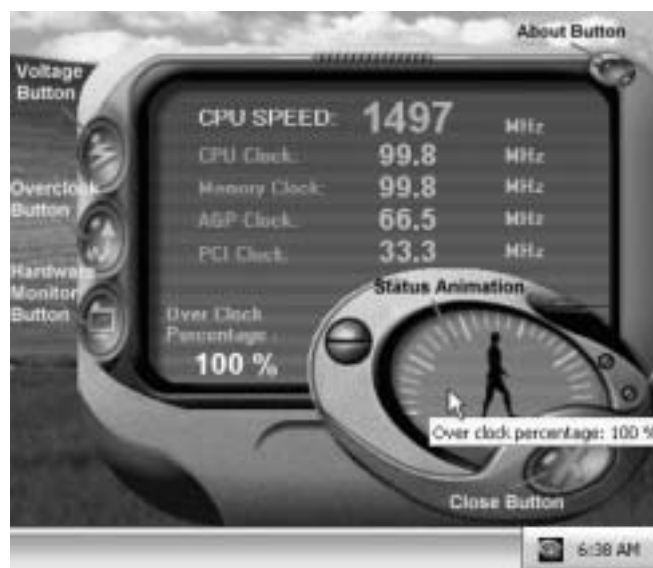 About Button
Voltage
Button
CPU SPEED: 1497 MHz
CPU Clock: 99.8 MHz
Memory Clock: 99.8 MHz
Overclock
Button
AGP Clock: 66.5 MHz
PCI Clock: 33.3 MHz
Hardware
Monitor
Button
Status Animation
Over Clock
Percentage :
100 %
Over clock percentage: 100 %
Close Button
6:38 AM